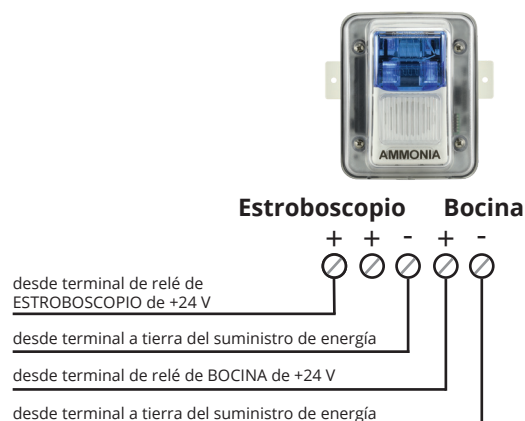 AMMONIA
Estroboscopio Bocina
+ + - + -
desde terminal de relé de
ESTROBOSCOPIO de +24 V
desde terminal a tierra del suministro de energía
desde terminal de relé de BOCINA de +24 V
desde terminal a tierra del suministro de energía